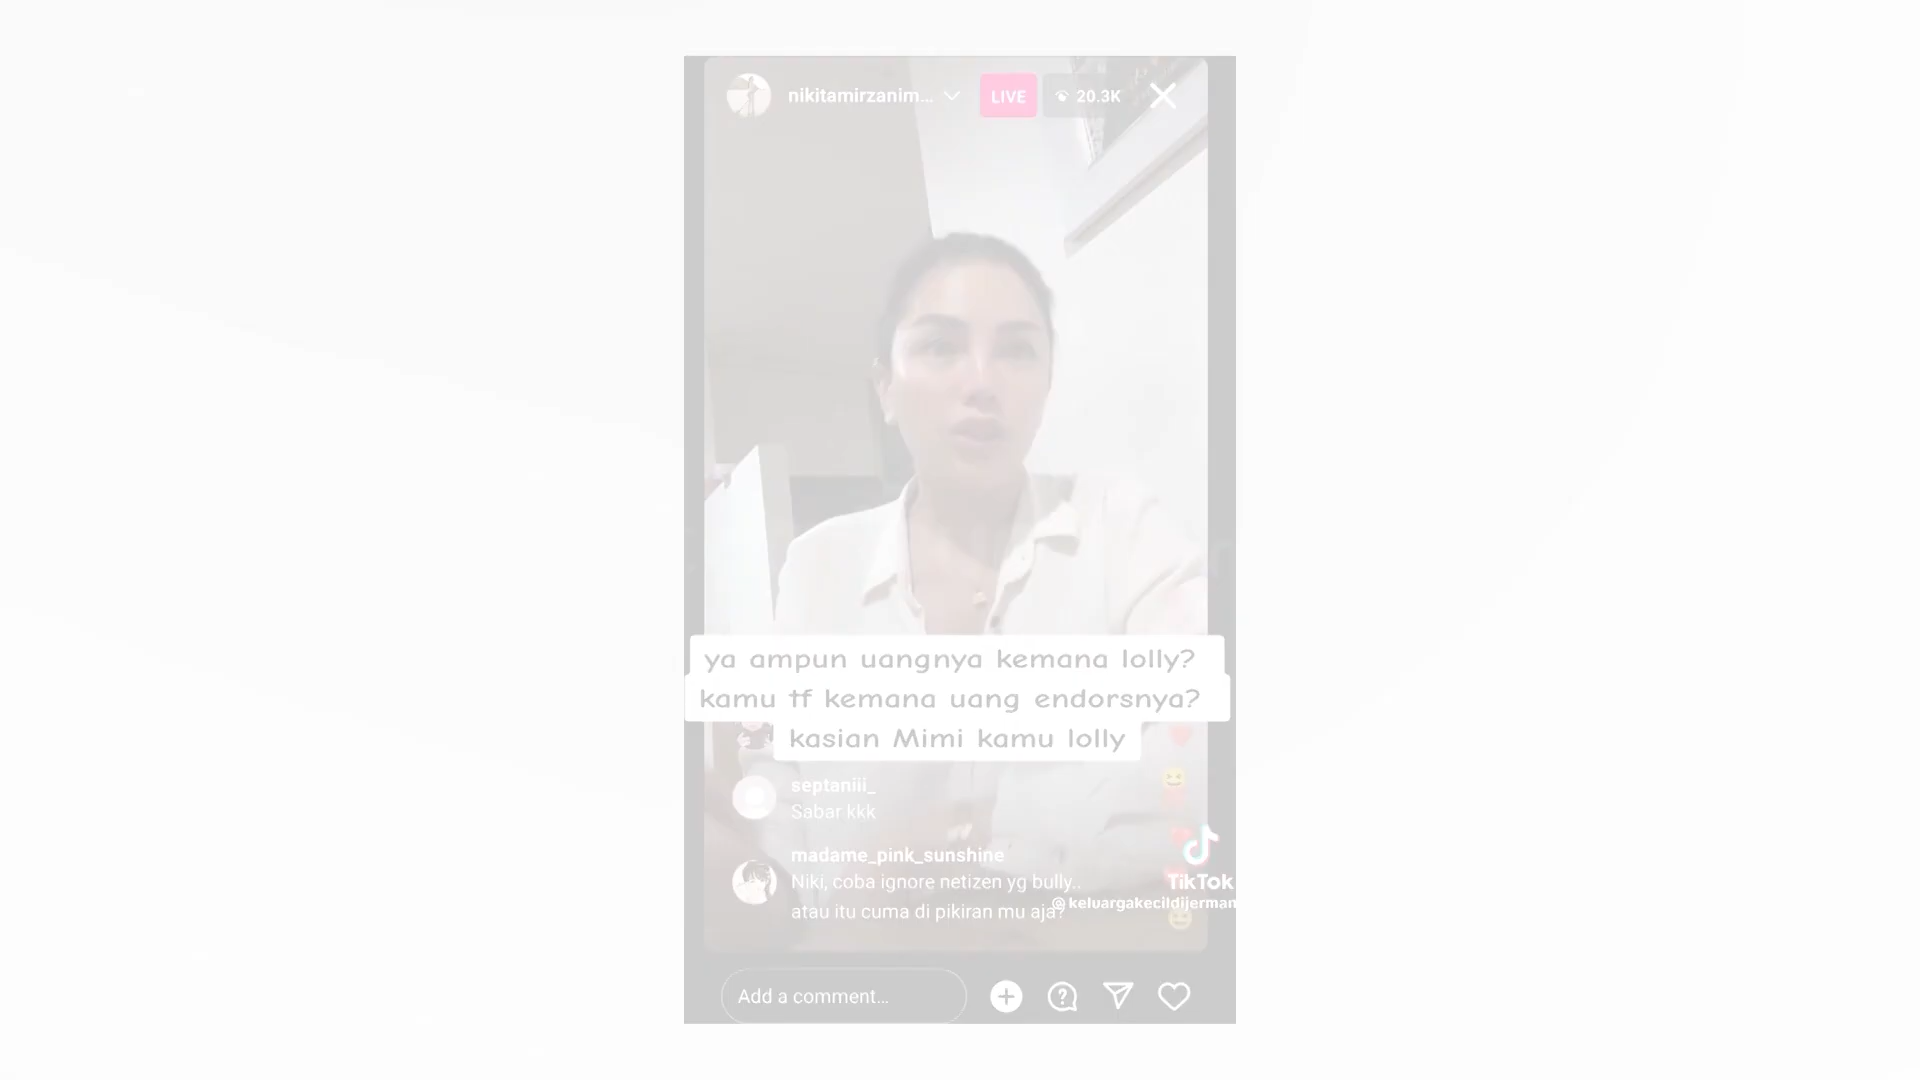 nikitamirzanim...
LIVE
20.3K
ya ampun uangnya kemana lolly?
kamu tf kemana uang endorsnya?
kasian Mimi kamu lolly
septaniii_
Sabar kkk
madame_pink_sunshine
Niki, coba ignore netizen yg bully..
atau itu cuma di pikiran mu aja?
TikTok
@keluargakecildijerman
Add a comment...